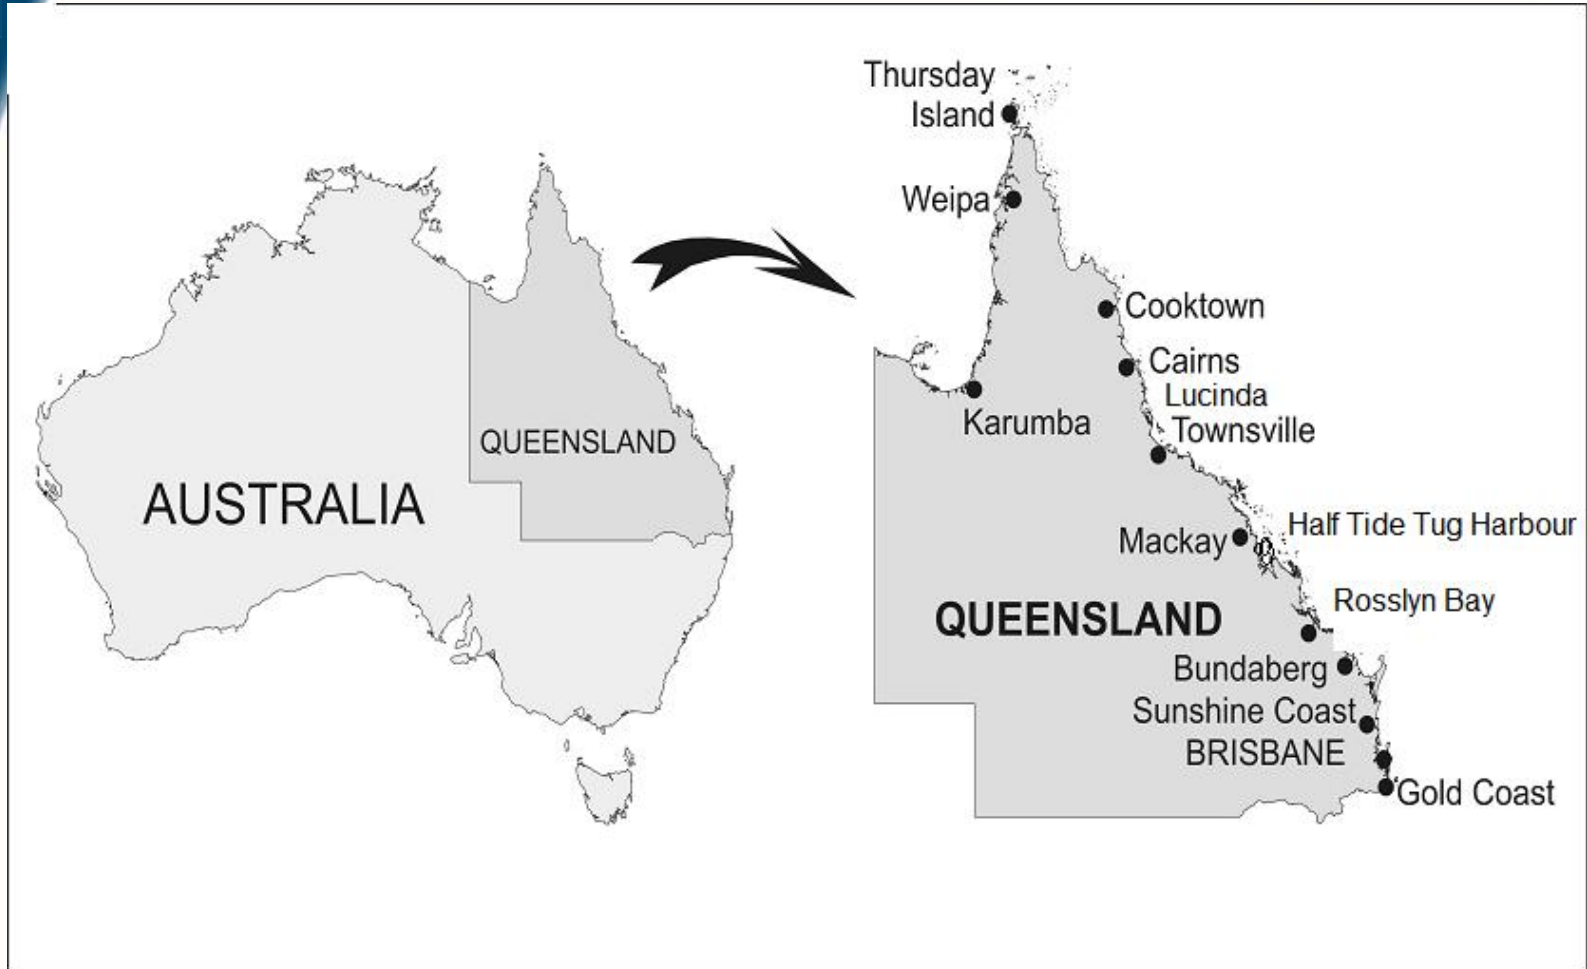 Thursday
Island
Weipa
Cooktown
Cairns
Lucinda
Karumba
Townsville
QUEENSLAND
AUSTRALIA
Half Tide Tug Harbour
Mackay
Rosslyn Bay
QUEENSLAND
Bundaberg
Sunshine Coast
BRISBANE
Gold Coast